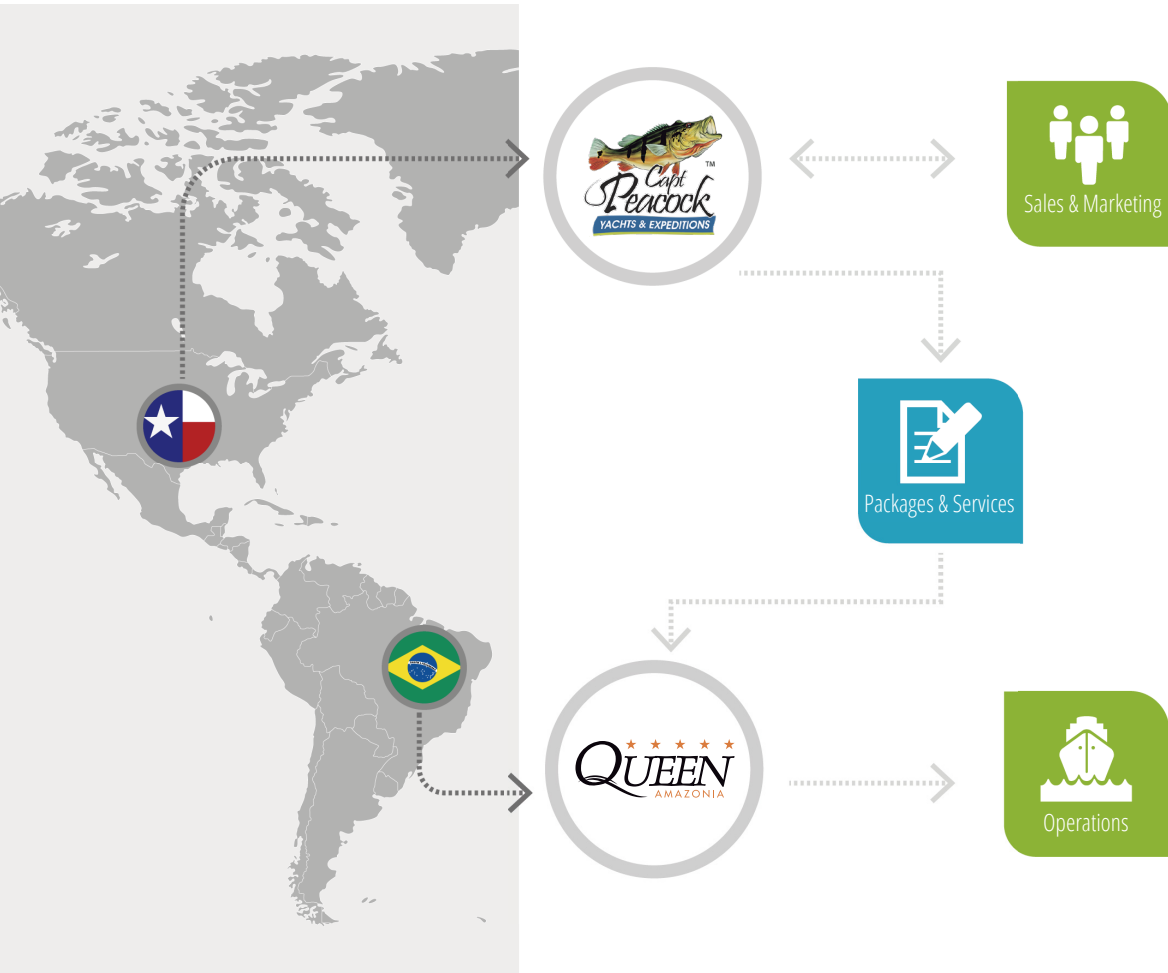 TM
Capt
Peacock
YACHTS & EXPEDITIONS
Sales & Marketing
Packages & Services
QUEEN
AMAZONIA
Operations